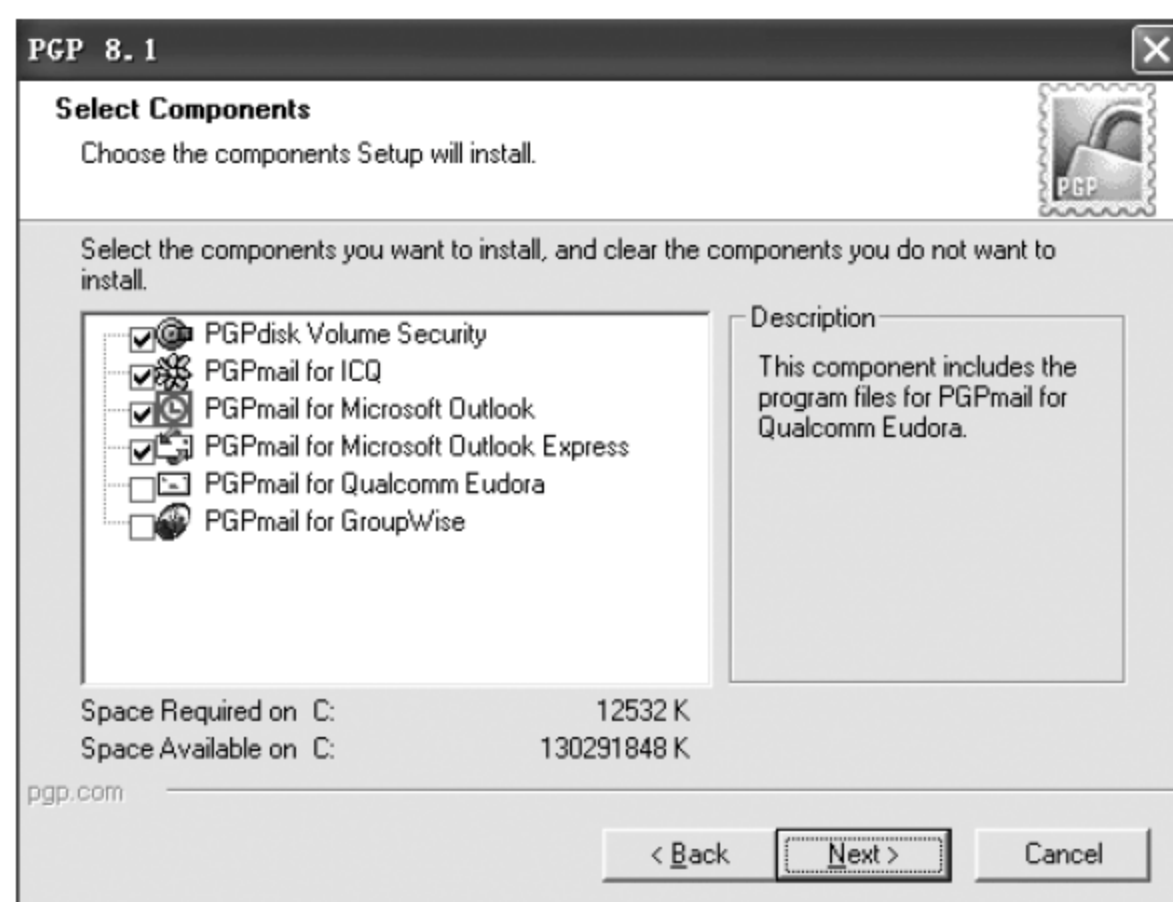 PGP 8.1
Select Components
Choose the components Setup will install.
PGP
Select the components you want to install, and clear the components you do not want to
install.
PGPdisk Volume Security
PGPmail for ICQ
PGPmail for Microsoft Outlook
PGPmail for Microsoft Outlook Express
PGPmail for Qualcomm Eudora
PGPmail for GroupWise
Description
This component includes the
program files for PGPmail for
Qualcomm Eudora.
Space Required on C: 12532 K
Space Available on C: 130291848 K
pgp.com
< Back Next > Cancel